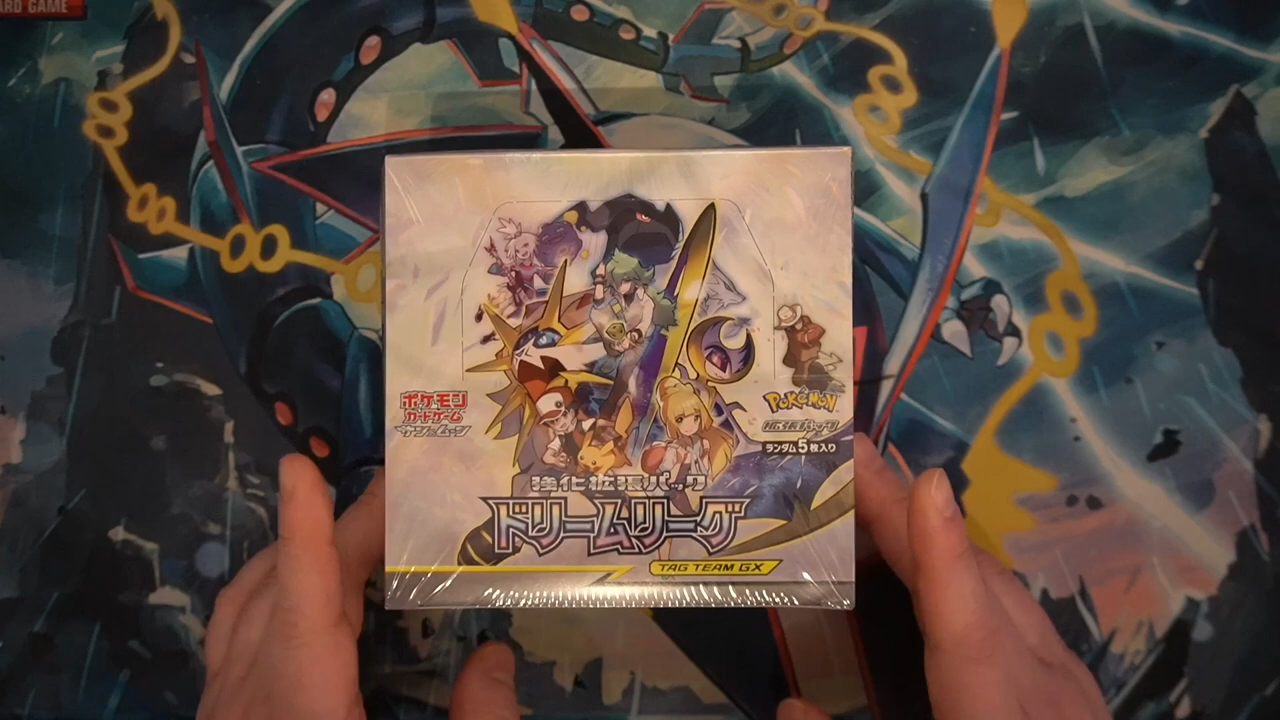 ARD GAME
ポケモン
カードゲーム
サン&ムーン
POKéMON
拡張パック
ランダム5枚入り
強化拡張パック
ドリームリーグ
TAG TEAM GX